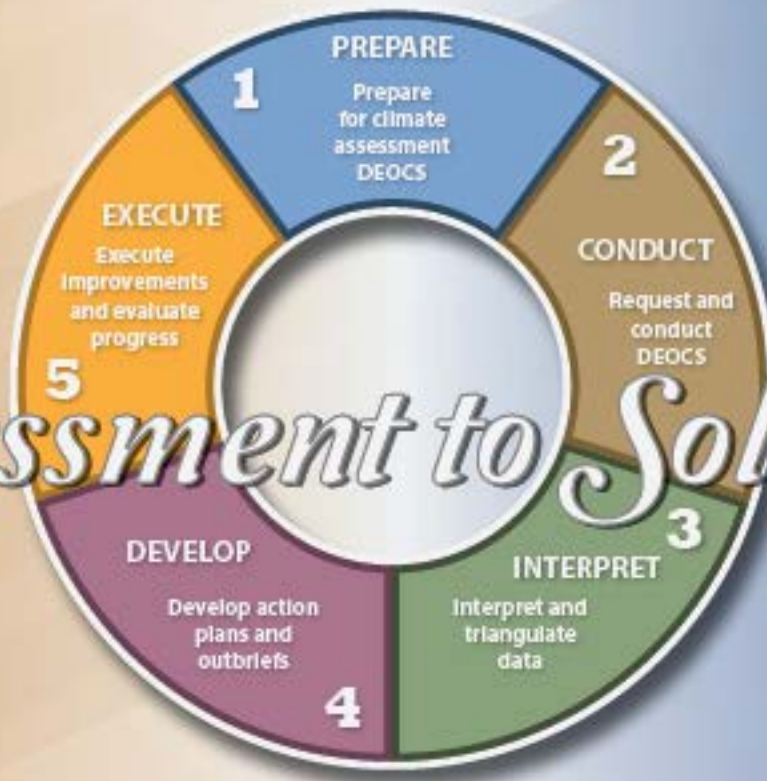 1
PREPARE
Prepare
for climate
assessment
DEOCS
2
CONDUCT
Request and
conduct
DEOCS
3
INTERPRET
Interpret and
triangulate
data
4
DEVELOP
Develop action
plans and
outbriefs
5
EXECUTE
Execute
improvements
and evaluate
progress
ssment to Sol